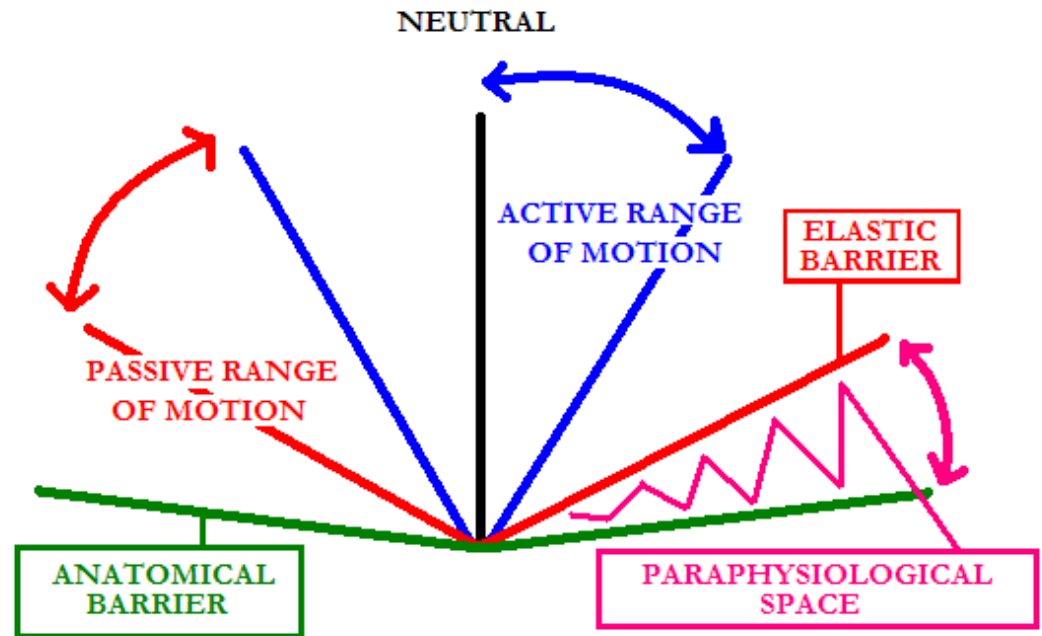 NEUTRAL
ACTIVE RANGE
OF MOTION
ELASTIC
BARRIER
PASSIVE RANGE
OF MOTION
ANATOMICAL
BARRIER
PARAPHYSIOLOGICAL
SPACE